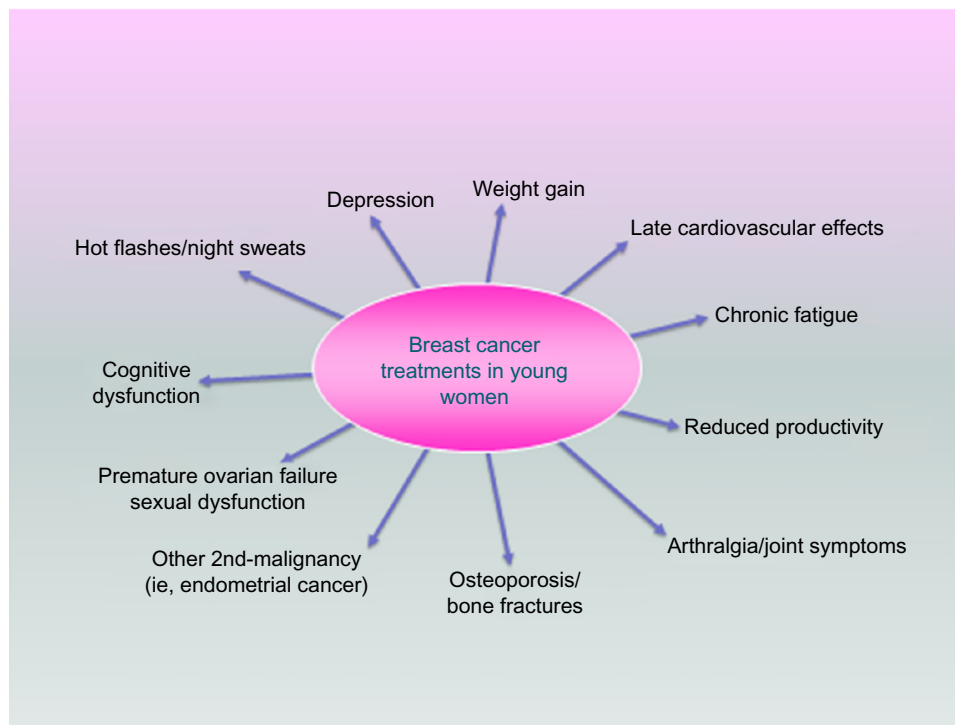 Weight gain
Depression
Late cardiovascular effects
Hot flashes/night sweats
Chronic fatigue
Breast cancer
treatments in young
women
Cognitive
dysfunction
Reduced productivity
Premature ovarian failure
sexual dysfunction
Arthralgia/joint symptoms
Other 2nd-malignancy
(ie, endometrial cancer)
Osteoporosis/
bone fractures